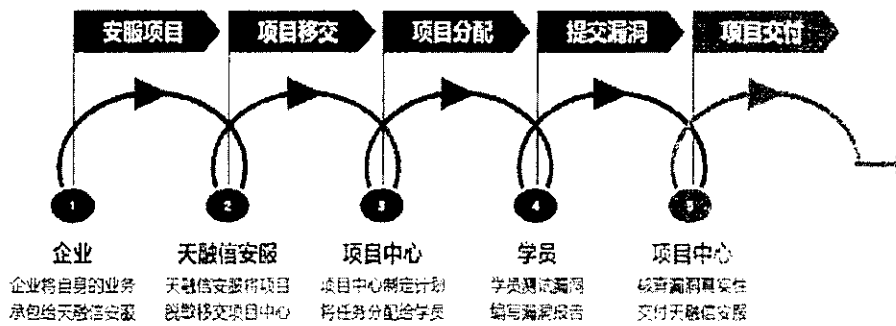 安服项目
项目移交
项目分配
提交漏洞
项目交付
1
2
3
4
5
企业
天融信安服
项目中心
学员
项目中心
企业将自身的业务
承包给天融信安服
天融信安服将项目
脱敏移交项目中心
项目中心制定计划
将任务分配给学员
学员测试漏洞
编写漏洞报告
核查漏洞真实性
交付天融信安服